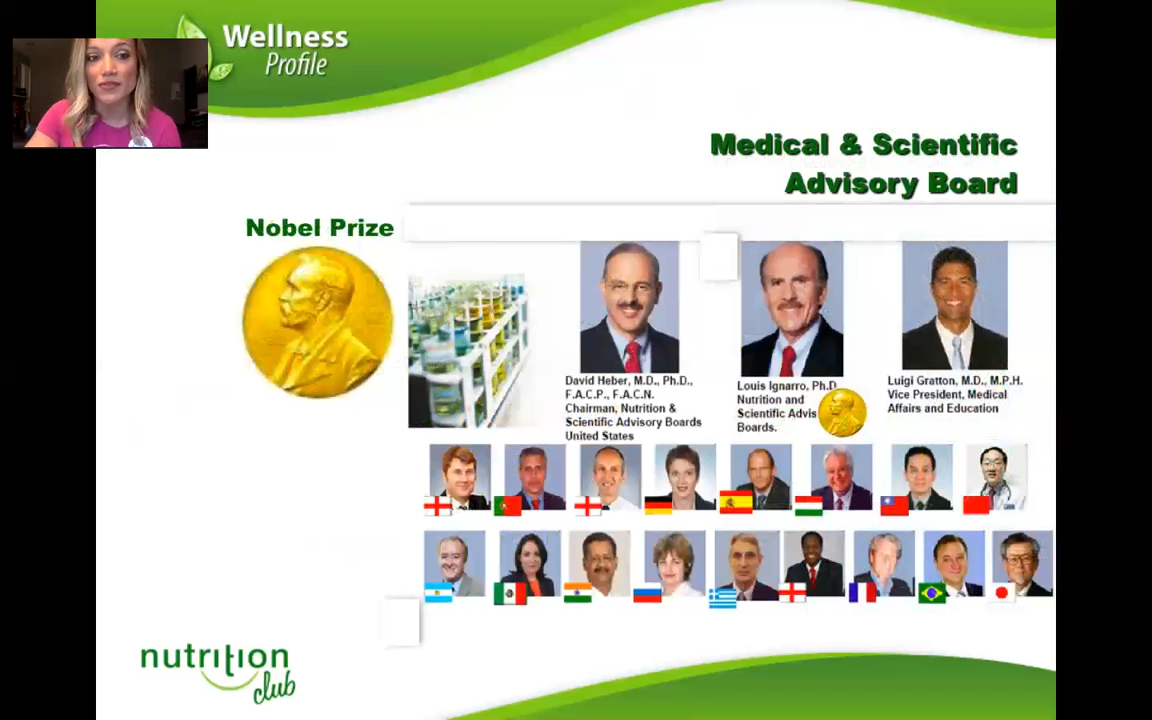 Wellness
Profile
Medical & Scientific
Advisory Board
Nobel Prize
David Heber, M.D., Ph.D.,
F.A.C.P., F.A.C.N.
Chairman, Nutrition &
Scientific Advisory Boards
United States
Louis Ignarro, Ph.D
Nutrition and
Scientific Advis
Boards.
Luigi Gratton, M.D., M.P.H.
Vice President, Medical
Affairs and Education
nutrition
club